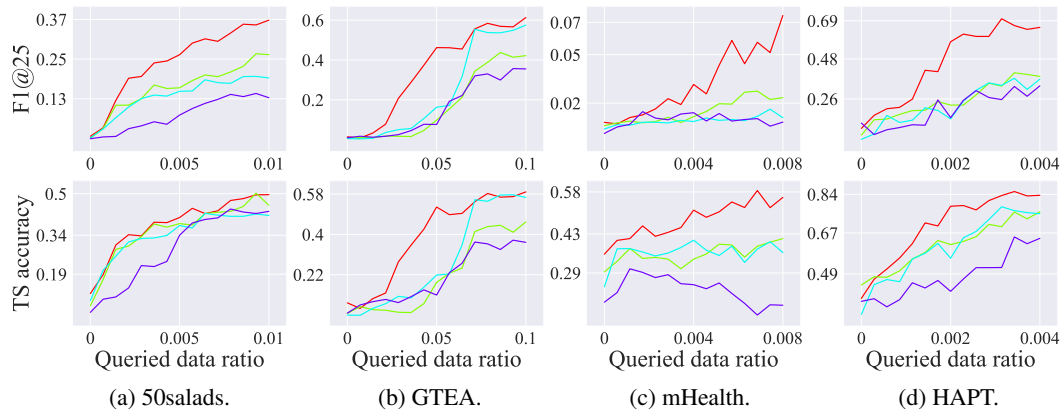 F1@25
0.37
0.25
0.13
0 0.005 0.01
0.6
0.4
0.2
0 0.05 0.1
0.07
0.05
0.02
0 0.004 0.008
0.69
0.48
0.26
0 0.002 0.004
TS accuracy
0.5
0.34
0.19
0 0.005 0.01
0.58
0.4
0.22
0 0.05 0.1
0.58
0.43
0.29
0 0.004 0.008
0.84
0.67
0.49
0 0.002 0.004
Queried data ratio Queried data ratio Queried data ratio Queried data ratio
(a) 50salads. (b) GTEA. (c) mHealth. (d) HAPT.